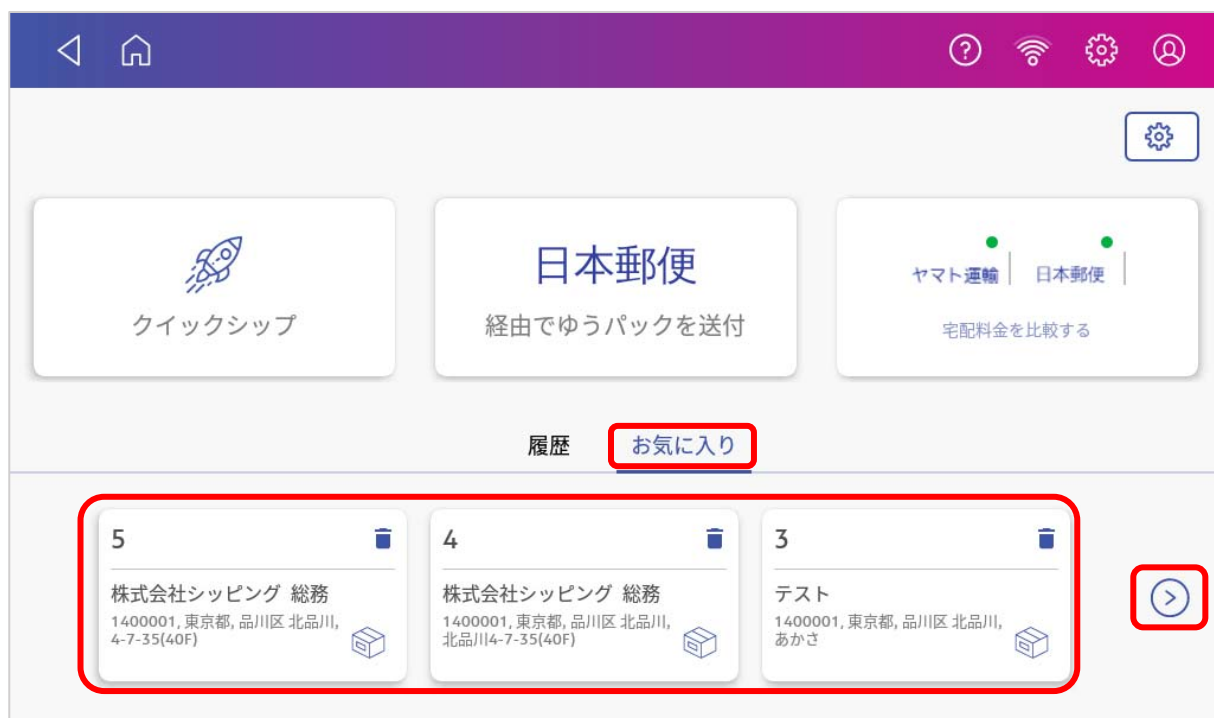 クイックシップ
日本郵便
経由でゆうパックを送付
ヤマト運輸
日本郵便
宅配料金を比較する
履歴
お気に入り
5
株式会社シッピング 総務
1400001, 東京都, 品川区 北品川,
4-7-35(40F)
4
株式会社シッピング 総務
1400001, 東京都, 品川区 北品川,
北品川4-7-35(40F)
3
テスト
1400001, 東京都, 品川区 北品川,
あかさ